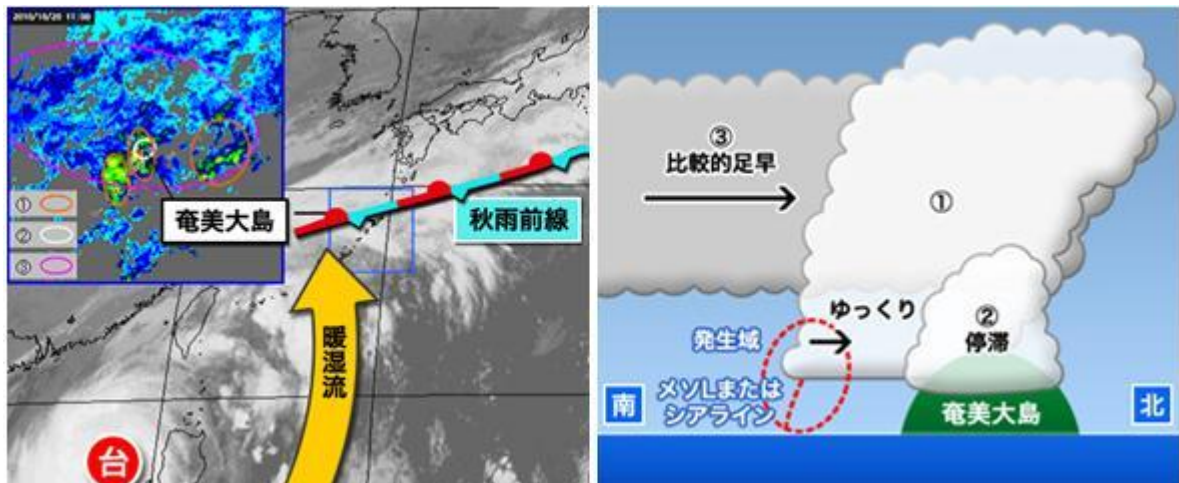 2010/10/20 11:00
①
②
③
奄美大島
秋雨前線
暖湿流
台
③
比較的足早
①
ゆっくり
②
停滞
発生域
メソLまたは
シアライン
奄美大島
南
北